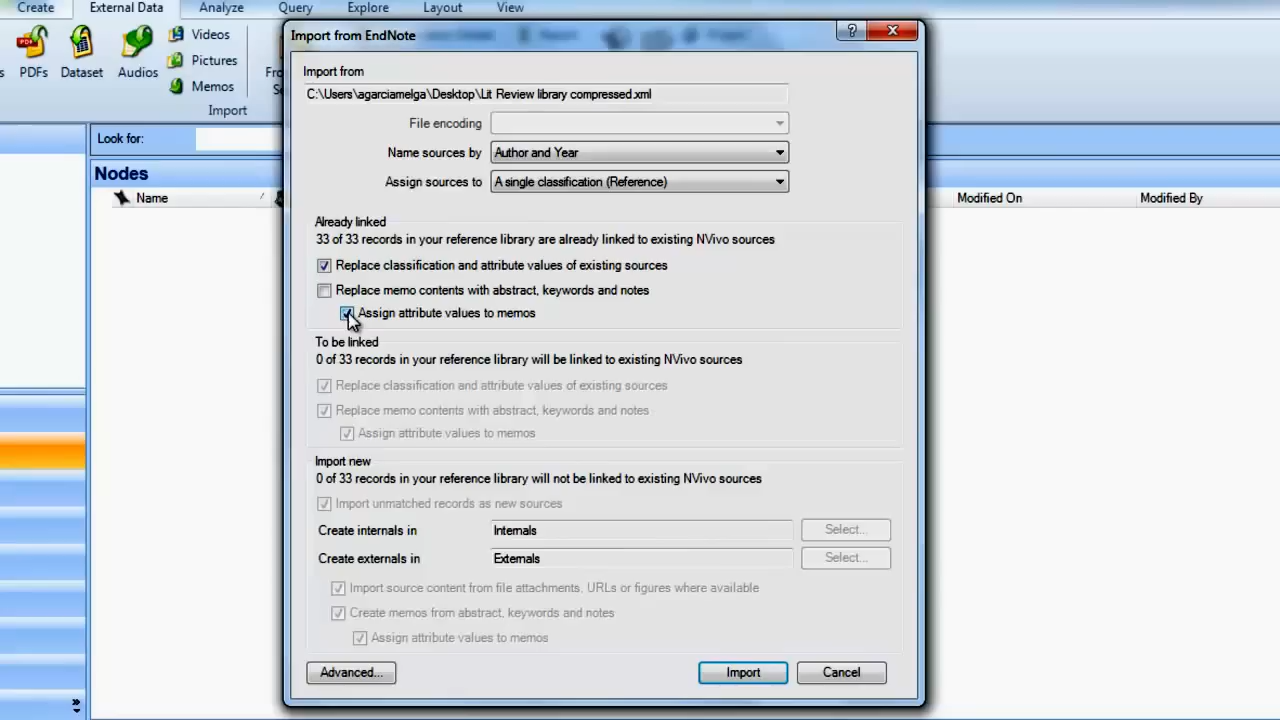 Create External Data Analyze Query Explore Layout View
Import from EndNote
PDFs Dataset Audios
Videos
Pictures
Memos
Import
Look for:
Nodes
Name Modified On Modified By
Import from
C:\Users\agarciamelga\Desktop\Lit Review library compressed.xml
File encoding
Name sources by Author and Year
Assign sources to A single classification (Reference)
Already linked
33 of 33 records in your reference library are already linked to existing NVivo sources
Replace classification and attribute values of existing sources
Replace memo contents with abstract, keywords and notes
Assign attribute values to memos
To be linked
0 of 33 records in your reference library will be linked to existing NVivo sources
Replace classification and attribute values of existing sources
Replace memo contents with abstract, keywords and notes
Assign attribute values to memos
Import new
0 of 33 records in your reference library will not be linked to existing NVivo sources
Import unmatched records as new sources
Create internals in Internals Select...
Create externals in Externals Select...
Import source content from file attachments, URLs or figures where available
Create memos from abstract, keywords and notes
Assign attribute values to memos
Advanced... Import Cancel